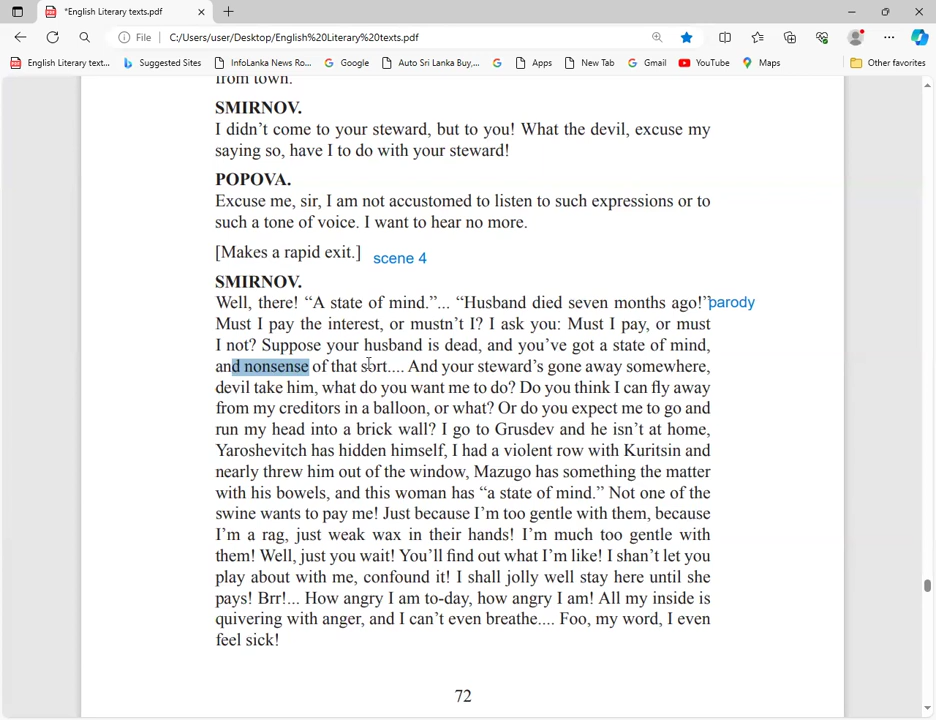 *English Literary texts.pdf
File C:/Users/user/Desktop/English%20Literary%20texts.pdf
English Literary text... Suggested Sites InfoLanka News Ro... Google Auto Sri Lanka Buy,... Apps New Tab Gmail YouTube Maps Other favorites
from town.
SMIRNOV.
I didn't come to your steward, but to you! What the devil, excuse my
saying so, have I to do with your steward!
POPOVA.
Excuse me, sir, I am not accustomed to listen to such expressions or to
such a tone of voice. I want to hear no more.
[Makes a rapid exit.] scene 4
SMIRNOV.
Well, there! “A state of mind.”... “Husband died seven months ago!” parody
Must I pay the interest, or mustn't I? I ask you: Must I pay, or must
I not? Suppose your husband is dead, and you've got a state of mind,
and nonsense of that sort.... And your steward's gone away somewhere,
devil take him, what do you want me to do? Do you think I can fly away
from my creditors in a balloon, or what? Or do you expect me to go and
run my head into a brick wall? I go to Grusdev and he isn't at home,
Yaroshevitch has hidden himself, I had a violent row with Kuritsin and
nearly threw him out of the window, Mazugo has something the matter
with his bowels, and this woman has “a state of mind.” Not one of the
swine wants to pay me! Just because I'm too gentle with them, because
I'm a rag, just weak wax in their hands! I'm much too gentle with
them! Well, just you wait! You'll find out what I'm like! I shan't let you
play about with me, confound it! I shall jolly well stay here until she
pays! Brr!... How angry I am to-day, how angry I am! All my inside is
quivering with anger, and I can't even breathe.... Foo, my word, I even
feel sick!
72